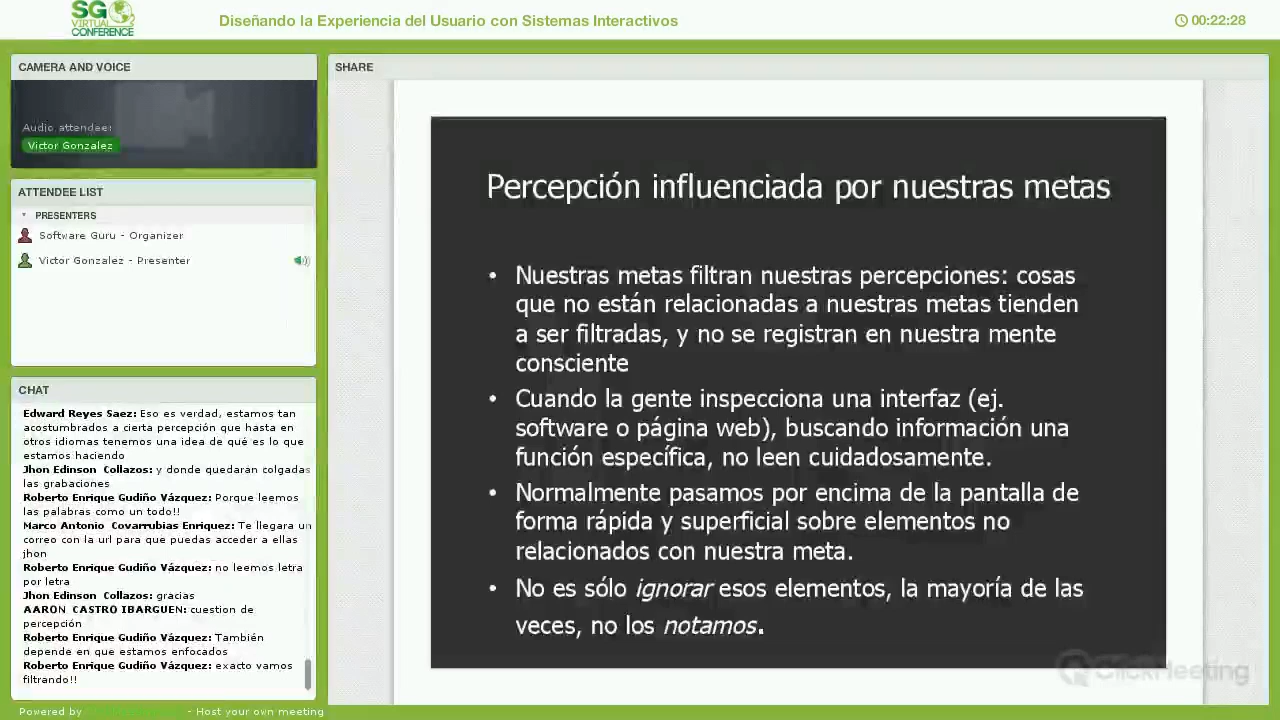 SG
VIRTUAL
CONFERENCE
Diseñando la Experiencia del Usuario con Sistemas Interactivos
00:22:28
CAMERA AND VOICE
Audio attendee:
Victor Gonzalez
ATTENDEE LIST
PRESENTERS
Software Guru - Organizer
Victor Gonzalez - Presenter
CHAT
Edward Reyes Saez: Eso es verdad, estamos tan
acostumbrados a cierta percepción que hasta en
otros idiomas tenemos una idea de qué es lo que
estamos haciendo
Jhon Edinson Collazos: y donde quedaran colgadas
las grabaciones
Roberto Enrique Gudiño Vázquez: Porque leemos
las palabras como un todo!!
Marco Antonio Covarrubias Enriquez: Te llegara un
correo con la url para que puedas acceder a ellas
jhon
Roberto Enrique Gudiño Vázquez: no leemos letra
por letra
Jhon Edinson Collazos: gracias
AARON CASTRO IBARGUEN: cuestion de
percepción
Roberto Enrique Gudiño Vázquez: También
depende en que estamos enfocados
Roberto Enrique Gudiño Vázquez: exacto vamos
filtrando!!
Powered by - Host your own meeting
SHARE
Percepción influenciada por nuestras metas
• Nuestras metas filtran nuestras percepciones: cosas
que no están relacionadas a nuestras metas tienden
a ser filtradas, y no se registran en nuestra mente
consciente
• Cuando la gente inspecciona una interfaz (ej.
software o página web), buscando información una
función específica, no leen cuidadosamente.
• Normalmente pasamos por encima de la pantalla de
forma rápida y superficial sobre elementos no
relacionados con nuestra meta.
• No es sólo ignorar esos elementos, la mayoría de las
veces, no los notamos.
ClickMeeting